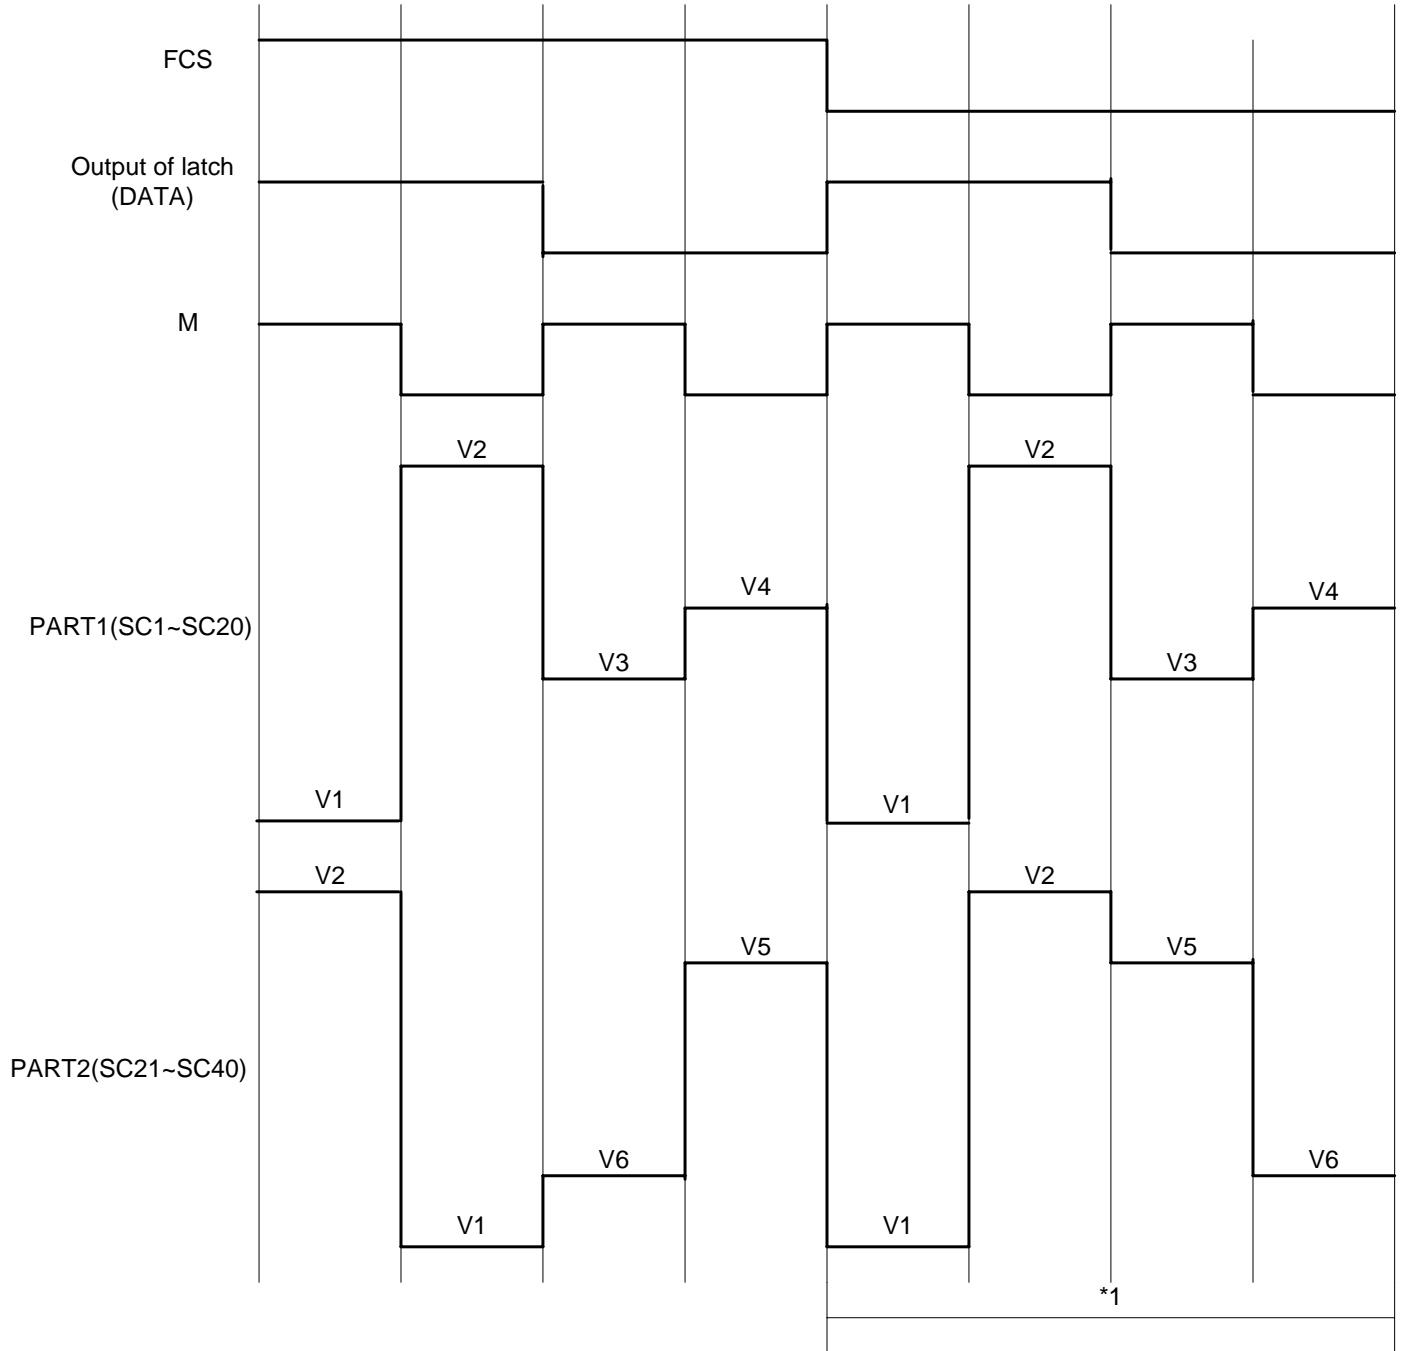 FCS
Output of latch
(DATA)
M
V2
V2
V4
V4
PART1(SC1~SC20)
V3
V3
V1
V1
V2
V2
V5
V5
PART2(SC21~SC40)
V6
V6
V1
V1
*1